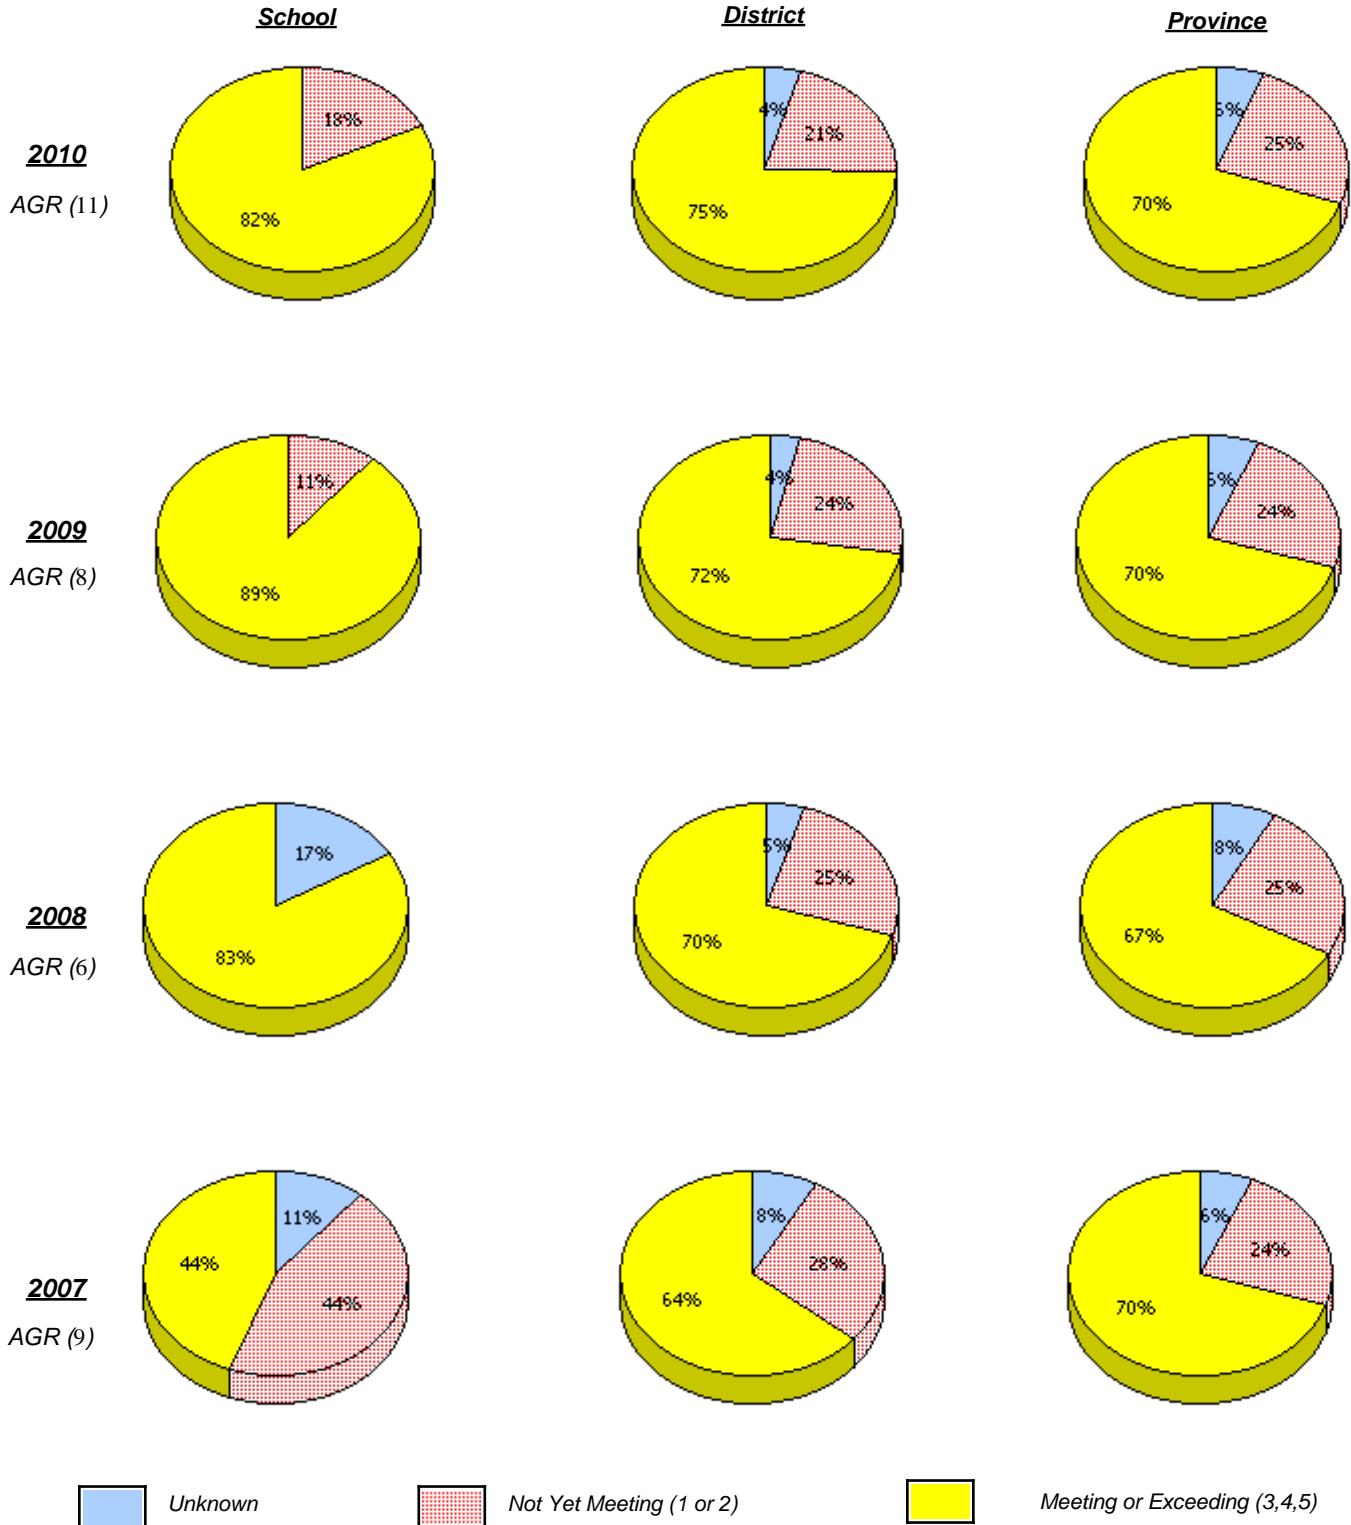 School District Province
18% 4% 21% 25%
2010
AGR (11)
82% 75% 70%
11% 4% 24% 6% 24%
2009
AGR (8)
89% 72% 70%
17% 5% 25% 8% 25%
2008
AGR (6)
83% 70% 67%
11% 8% 6% 24%
44% 28%
2007
44% 64% 70%
AGR (9)
Unknown Not Yet Meeting (1 or 2) Meeting or Exceeding (3,4,5)